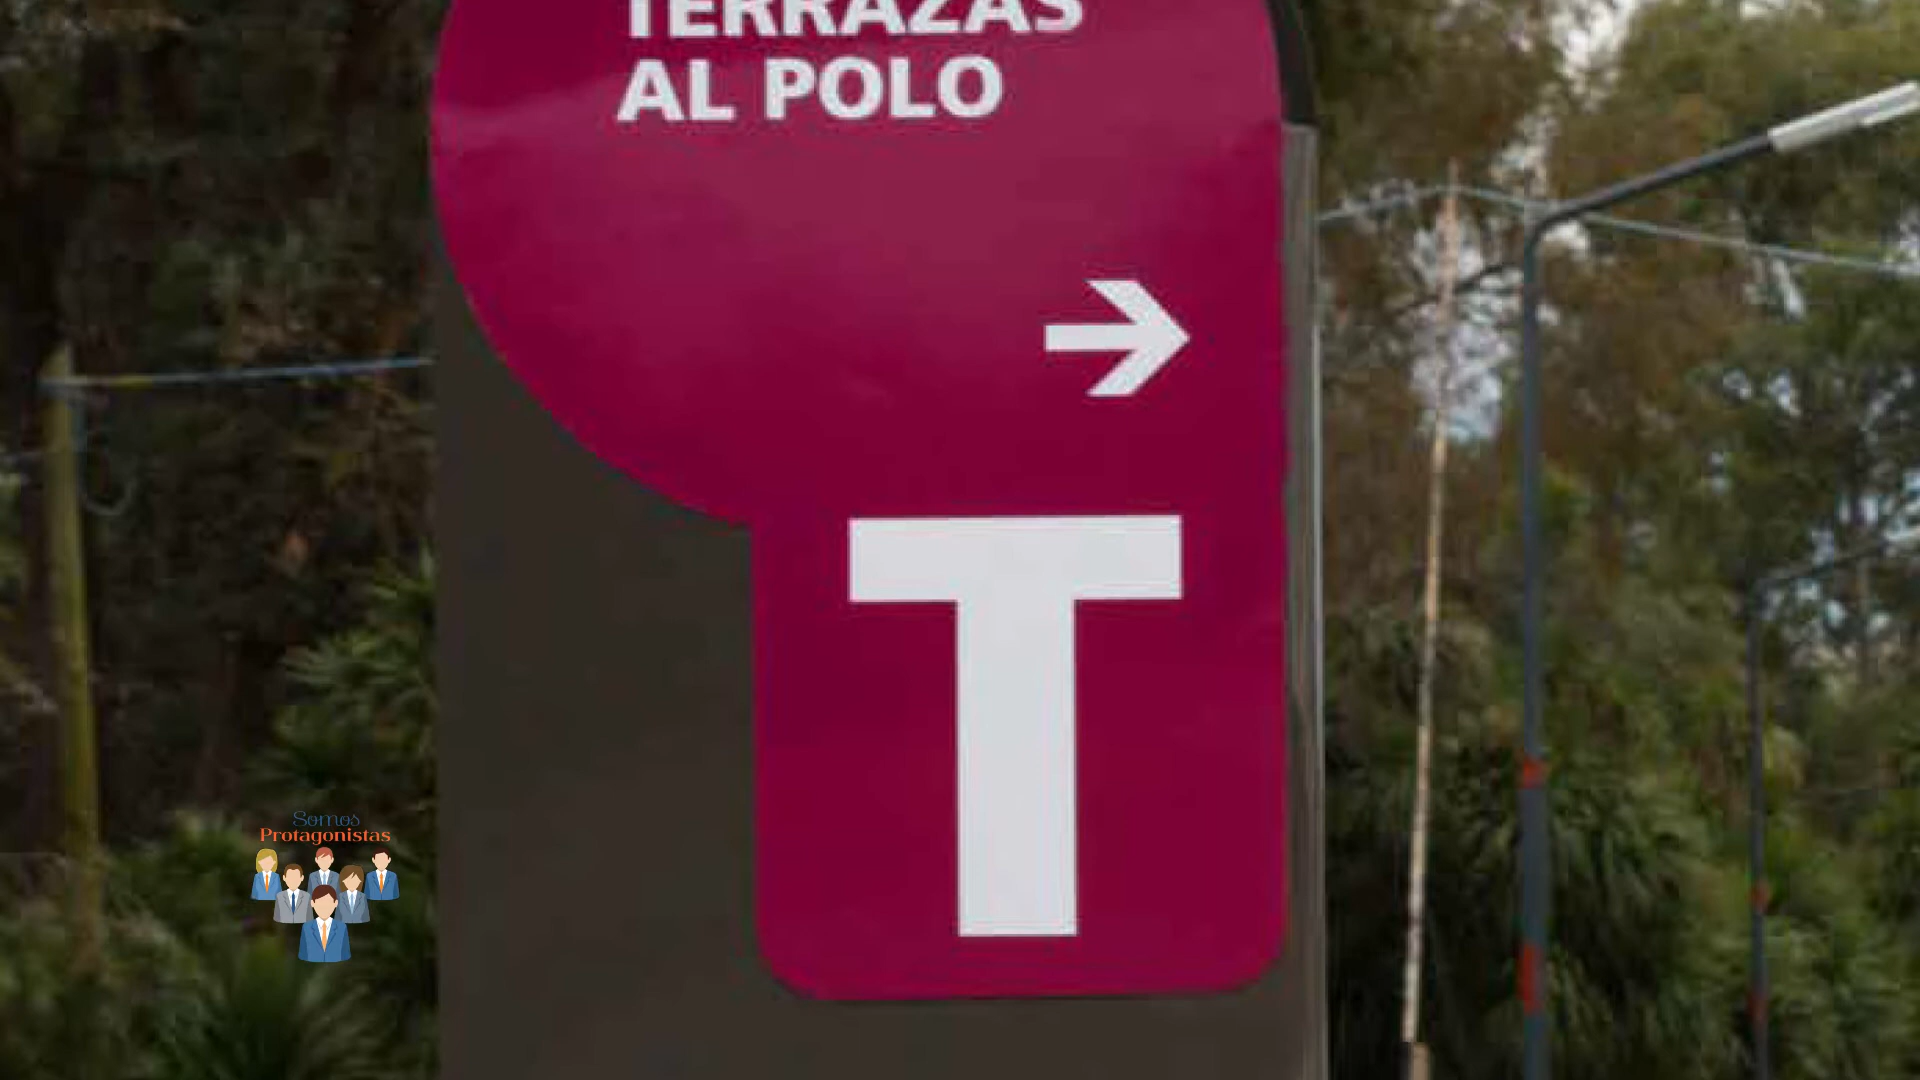 TERRAZAS
AL POLO
→
T
Somos
Protagonistas